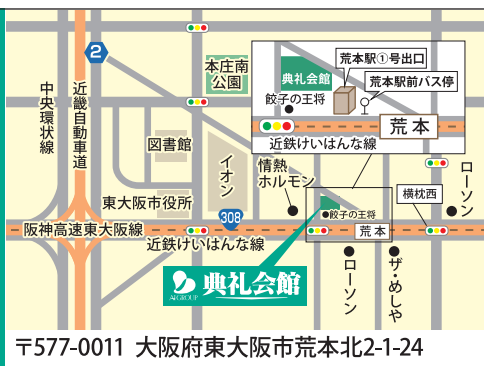 2
本庄南
公園
中央環状線
近畿自動車道
図書館
イオン
東大阪市役所
308
情熱
ホルモン
阪神高速東大阪線
近鉄けいはんな線
典礼会館
荒本駅①号出口
荒本駅前バス停
餃子の王将
荒本
近鉄けいはんな線
ローソン
横枕西
餃子の王将
荒本
ローソン
ザ・めしや
AFGROUP
典礼会館
〒577-0011 大阪府東大阪市荒本北2-1-24